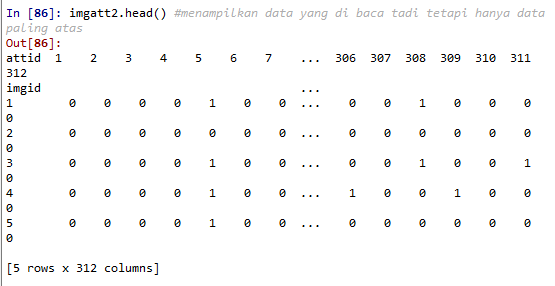 In [86]: imgatt2.head() #menampilkan data yang di baca tadi tetapi hanya data
paling atas
Out[86]:
attid 1 2 3 4 5 6 7 ... 306 307 308 309 310 311
312
imgid ...
1 0 0 0 0 1 0 0 ... 0 0 1 0 0 0
0
2 0 0 0 0 0 0 0 ... 0 0 0 0 0 0
0
3 0 0 0 0 1 0 0 ... 0 0 1 0 0 1
0
4 0 0 0 0 1 0 0 ... 1 0 0 1 0 0
0
5 0 0 0 0 1 0 0 ... 0 0 0 0 0 0
0
[5 rows x 312 columns]